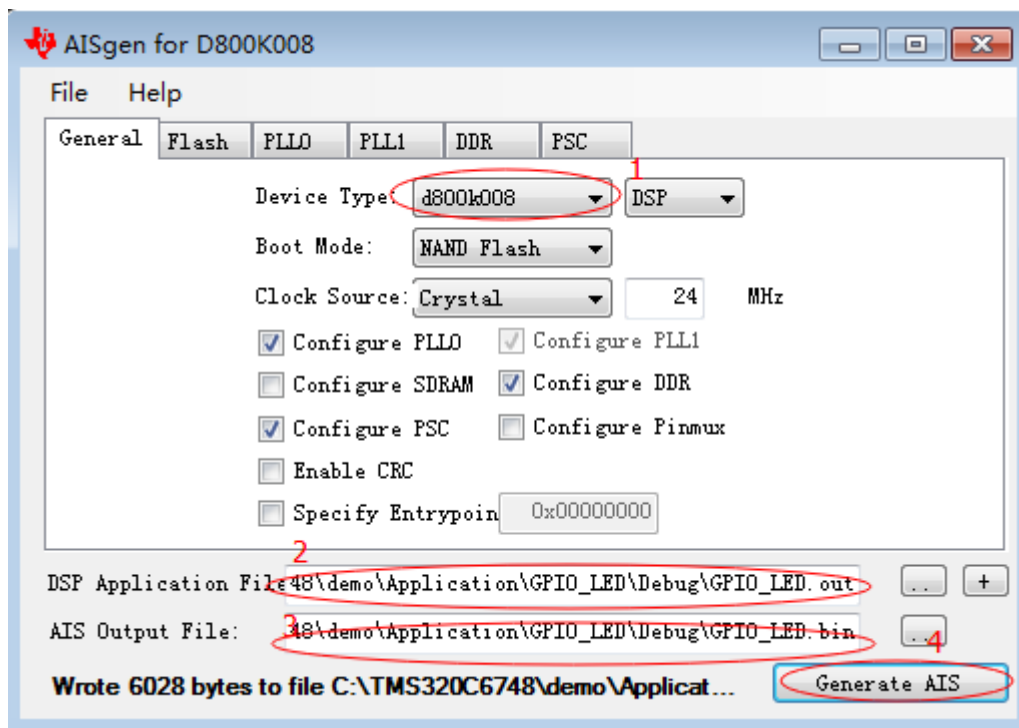 AISgen for D800K008
File Help
General Flash PLL0 PLL1 DDR PSC
1
Device Type: d800k008 DSP
Boot Mode: NAND Flash
Clock Source: Crystal 24 MHz
Configure PLL0 Configure PLL1
Configure SDRAM Configure DDR
Configure PSC Configure Pinmux
Enable CRC
Specify Entrypoin 0x00000000
2
DSP Application File 48\demo\Application\GPIO_LED\Debug\GPIO_LED.out .. +
3
AIS Output File: 48\demo\Application\GPIO_LED\Debug\GPIO_LED.bin ..
4
Wrote 6028 bytes to file C:\TMS320C6748\demo\Applicat... Generate AIS